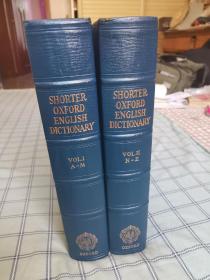 SHORTER
OXFORD
ENGLISH
DICTIONARY
VOL.I
A-M
OXFORD
SHORTER
OXFORD
ENGLISH
DICTIONARY
VOL.II
N-Z
OXFORD